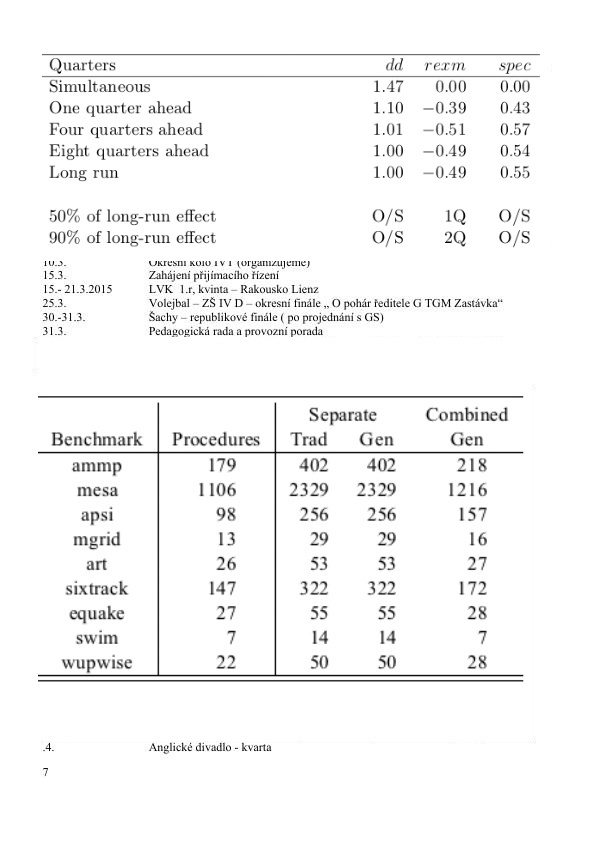 Quarters dd rexm spec
Simultaneous 1.47 0.00 0.00
One quarter ahead 1.10 −0.39 0.43
Four quarters ahead 1.01 −0.51 0.57
Eight quarters ahead 1.00 −0.49 0.54
Long run 1.00 −0.49 0.55
50% of long-run effect O/S 1Q O/S
90% of long-run effect O/S 2Q O/S
10.3. Okresní kolo IVT (organizujeme)
15.3. Zahájení přijímacího řízení
15.- 21.3.2015 LVK 1.r, kvinta – Rakousko Lienz
25.3. Volejbal – ZŠ IV D – okresní finále „ O pohár ředitele G TGM Zastávka“
30.-31.3. Šachy – republikové finále ( po projednání s GS)
31.3. Pedagogická rada a provozní porada
Separate Combined
Benchmark Procedures Trad Gen Gen
ammp 179 402 402 218
mesa 1106 2329 2329 1216
apsi 98 256 256 157
mgrid 13 29 29 16
art 26 53 53 27
sixtrack 147 322 322 172
equake 27 55 55 28
swim 7 14 14 7
wupwise 22 50 50 28
.4. Anglické divadlo - kvarta
7